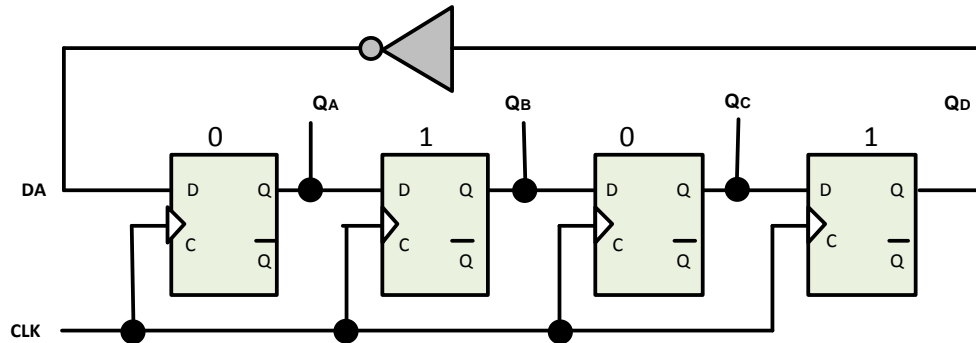 QA QB QC QD
0 1 0 1
DA D Q D Q D Q D Q
C Q C Q C Q C Q
CLK